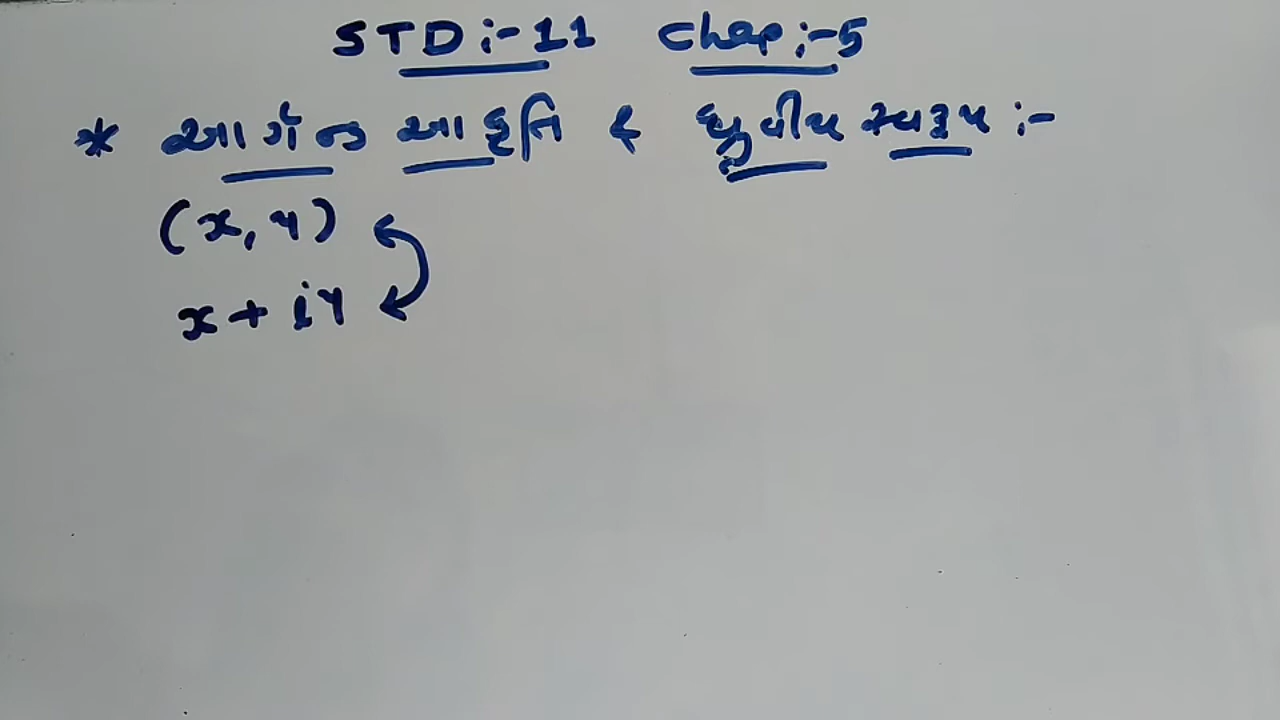 STD :- 11 Chap :- 5
* આર્ગેન્ડ આકૃતિ & ધ્રુવીય સ્વરૂપ :-
(x, y)
x + iy